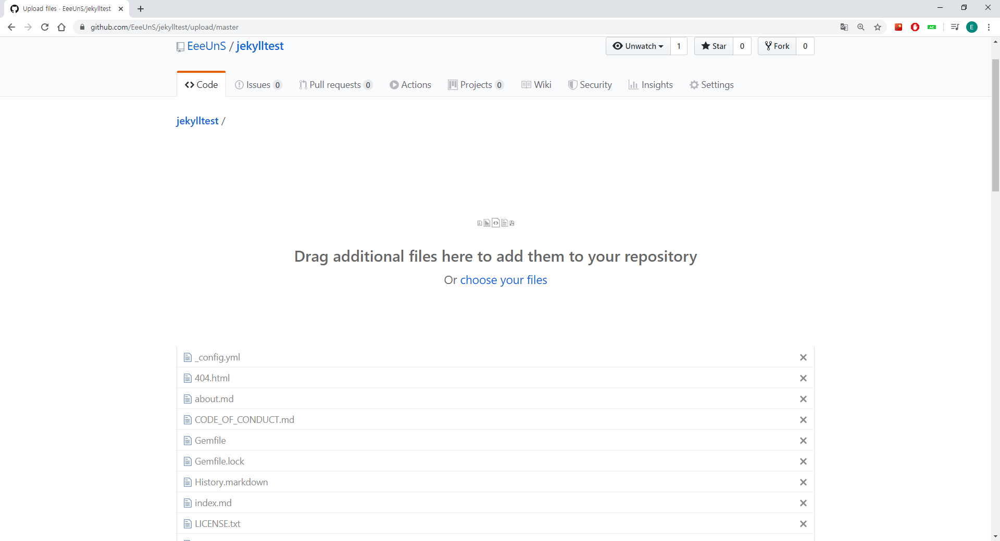 Upload files · EeeUnS/jekylltest
github.com/EeeUnS/jekylltest/upload/master
AC
E
EeeUnS / jekylltest
Unwatch 1
Star 0
Fork 0
Code
Issues 0
Pull requests 0
Actions
Projects 0
Wiki
Security
Insights
Settings
jekylltest /
Drag additional files here to add them to your repository
Or choose your files
_config.yml
404.html
about.md
CODE_OF_CONDUCT.md
Gemfile
Gemfile.lock
History.markdown
index.md
LICENSE.txt